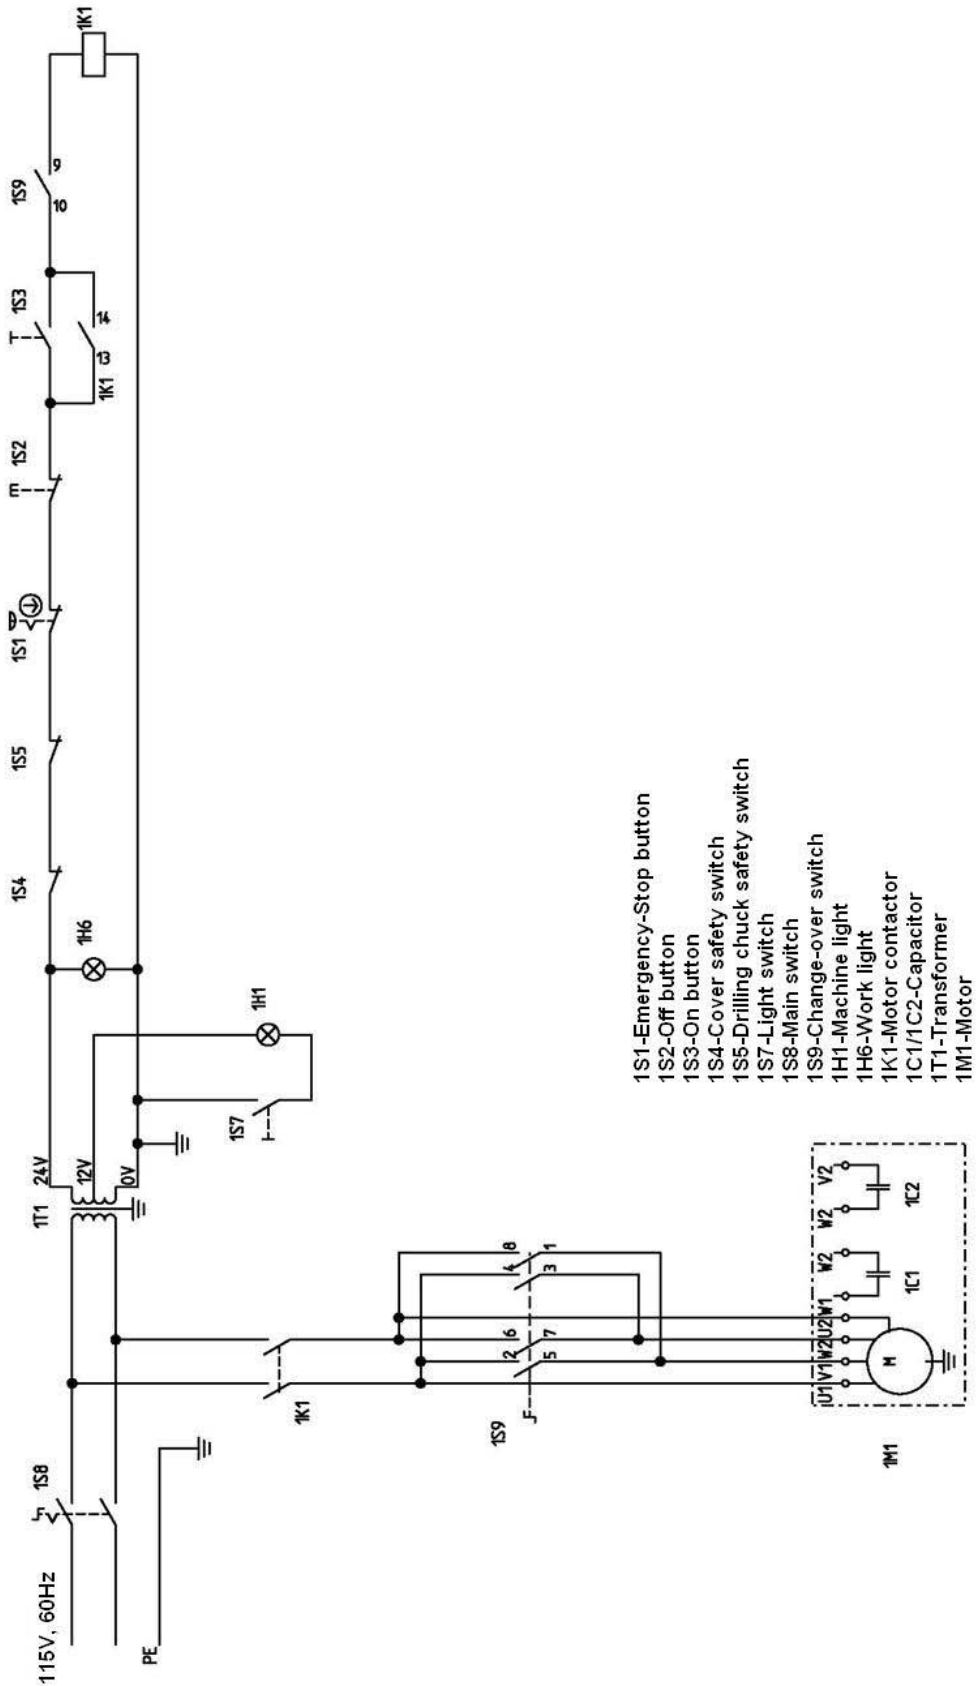 115V, 60Hz
PE
1S8
1T1
24V
12V
0V
1S7
1H1
1H6
1S4
1S5
1S1
1S2
1S3
1K1
13
14
1S9
10
9
1K1
1K1
1S9
2
6
4
8
5
7
3
1
1M1
U1
V1
W2
U2
W1
M
W2
1C1
W2
V2
1C2
1S1-Emergency-Stop button
1S2-Off button
1S3-On button
1S4-Cover safety switch
1S5-Drilling chuck safety switch
1S7-Light switch
1S8-Main switch
1S9-Change-over switch
1H1-Machine light
1H6-Work light
1K1-Motor contactor
1C1/1C2-Capacitor
1T1-Transformer
1M1-Motor